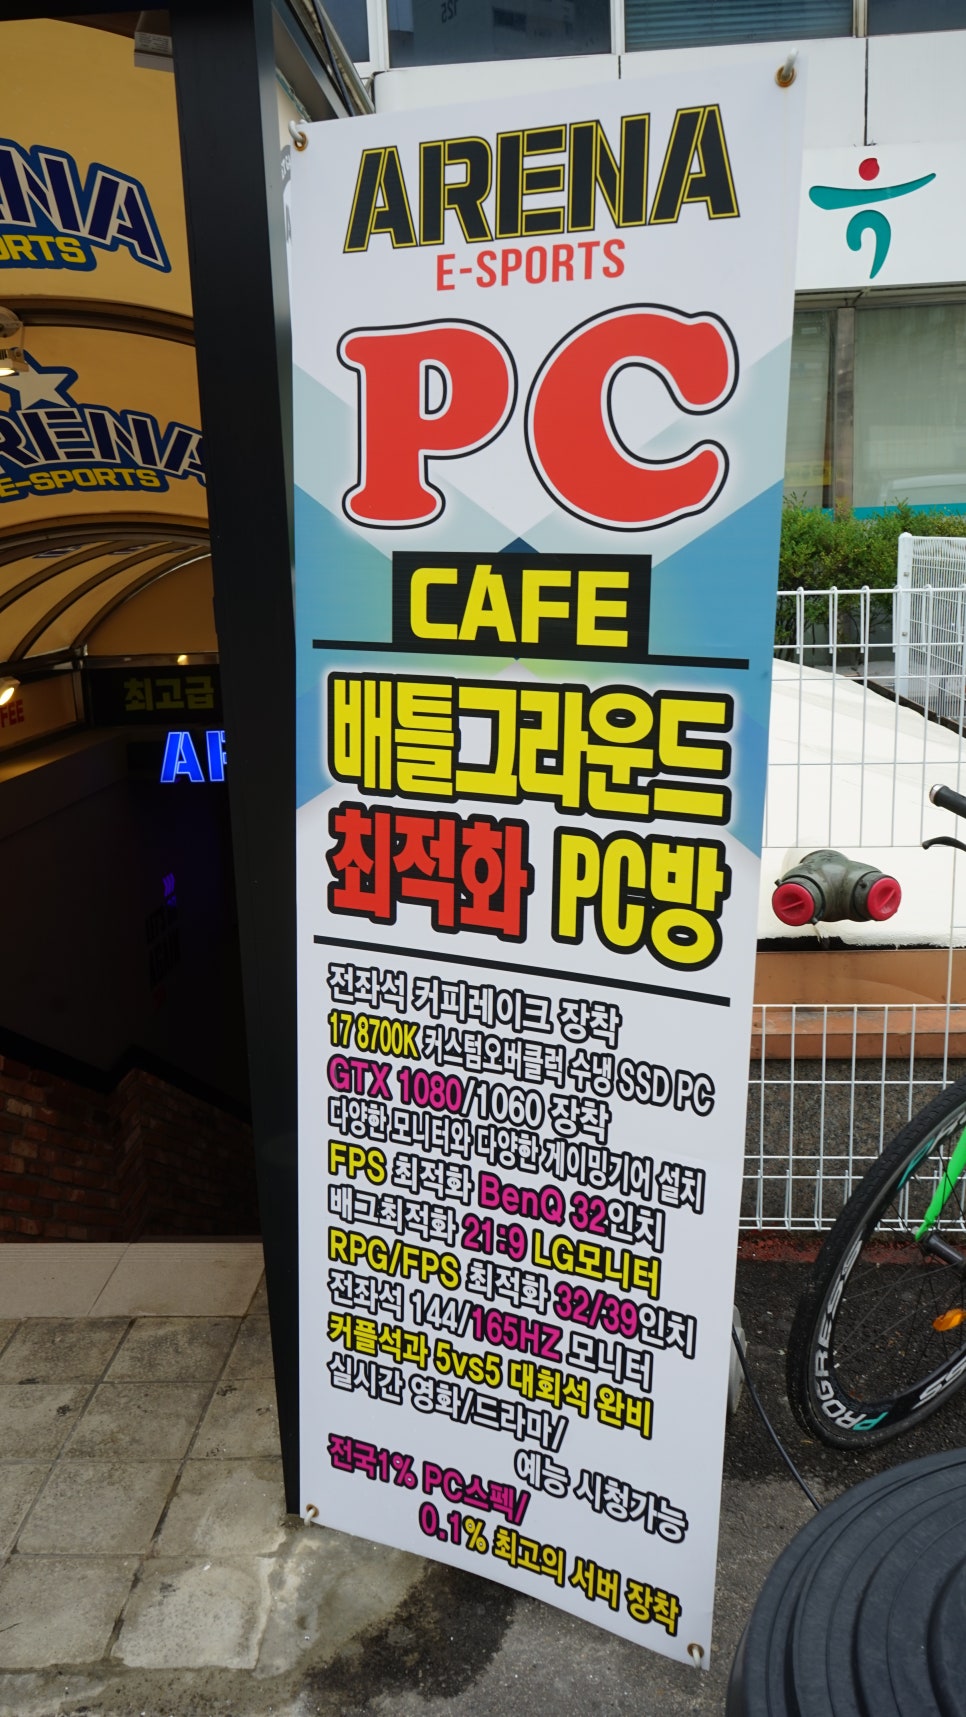 ARENA
E-SPORTS
PC
CAFE
배틀그라운드
최적화 PC방
전좌석 커피레이크 장착
17 8700K 커스텀오버클럭 수냉 SSD PC
GTX 1080/1060 장착
다양한 모니터와 다양한 게이밍기어 설치
FPS 최적화 BenQ 32인치
배그최적화 21:9 LG모니터
RPG/FPS 최적화 32/39인치
전좌석 144/165HZ 모니터
커플석과 5vs5 대회석 완비
실시간 영화/드라마/
예능 시청가능
전국1% PC스펙/
0.1% 최고의 서버 장착
ENA
ORTS
RENA
E-SPORTS
최고급
FEE
AR
PROGRESS